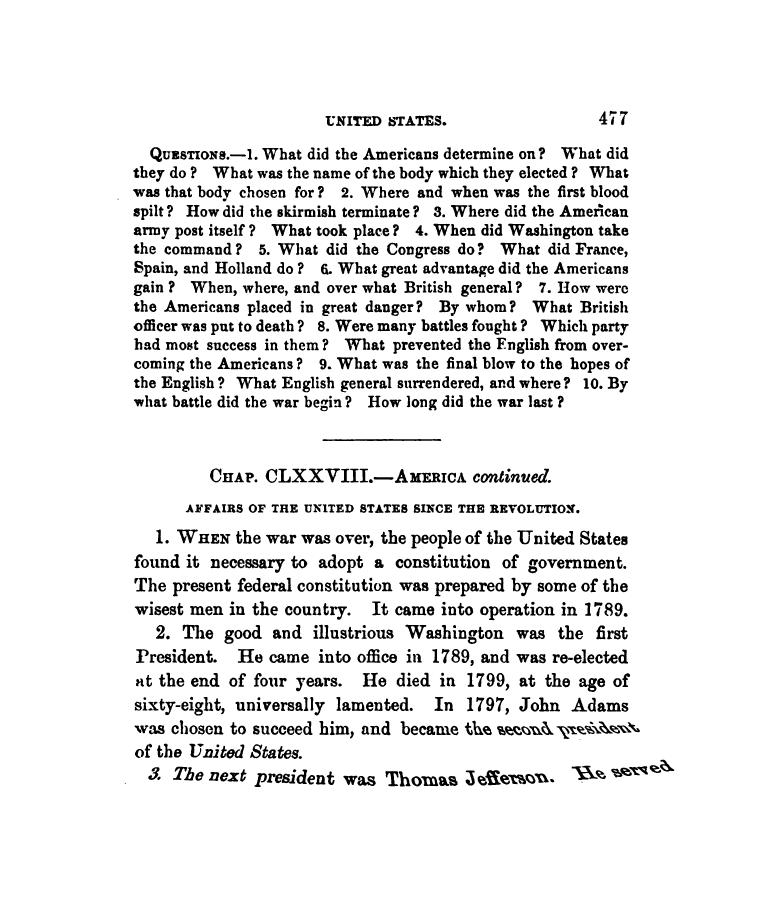 UNITED STATES. 477
QUESTIONS.—1. What did the Americans determine on? What did
they do? What was the name of the body which they elected? What
was that body chosen for? 2. Where and when was the first blood
spilt? How did the skirmish terminate? 3. Where did the American
army post itself? What took place? 4. When did Washington take
the command? 5. What did the Congress do? What did France,
Spain, and Holland do? 6. What great advantage did the Americans
gain? When, where, and over what British general? 7. How were
the Americans placed in great danger? By whom? What British
officer was put to death? 8. Were many battles fought? Which party
had most success in them? What prevented the English from over-
coming the Americans? 9. What was the final blow to the hopes of
the English? What English general surrendered, and where? 10. By
what battle did the war begin? How long did the war last?
CHAP. CLXXVIII.—AMERICA continued.
AFFAIRS OF THE UNITED STATES SINCE THE REVOLUTION.
1. WHEN the war was over, the people of the United States
found it necessary to adopt a constitution of government.
The present federal constitution was prepared by some of the
wisest men in the country. It came into operation in 1789.
2. The good and illustrious Washington was the first
President. He came into office in 1789, and was re-elected
at the end of four years. He died in 1799, at the age of
sixty-eight, universally lamented. In 1797, John Adams
was chosen to succeed him, and became the second president
of the United States.
3. The next president was Thomas Jefferson. He served